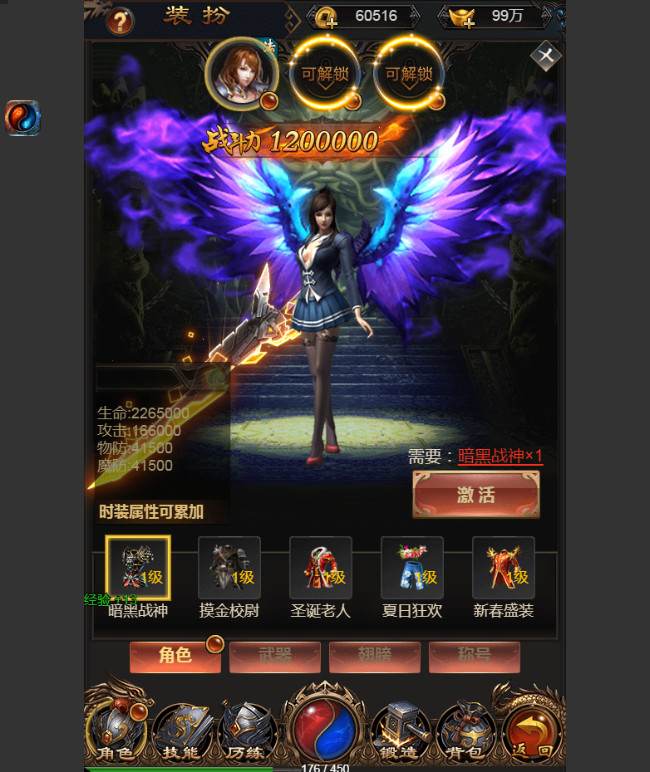 装扮
60516
99万
法
可解锁
可解锁
战斗力 1200000
生命:2265000
攻击:166000
物防:41500
魔防:41500
时装属性可累加
需要：暗黑战神×1
激活
1级
1级
1级
1级
1级
暗黑战神
摸金校尉
圣诞老人
夏日狂欢
新春盛装
角色
武器
翅膀
称号
角色
技能
历练
锻造
背包
返回
176 / 450